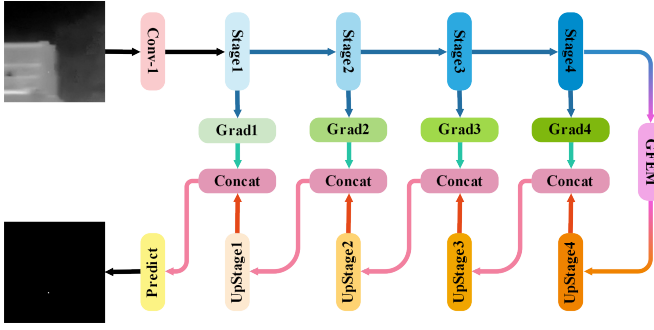 Conv-1
Stage1
Stage2
Stage3
Stage4
Grad1
Grad2
Grad3
Grad4
GFEM
Concat
Concat
Concat
Concat
Predict
UpStage1
UpStage2
UpStage3
UpStage4